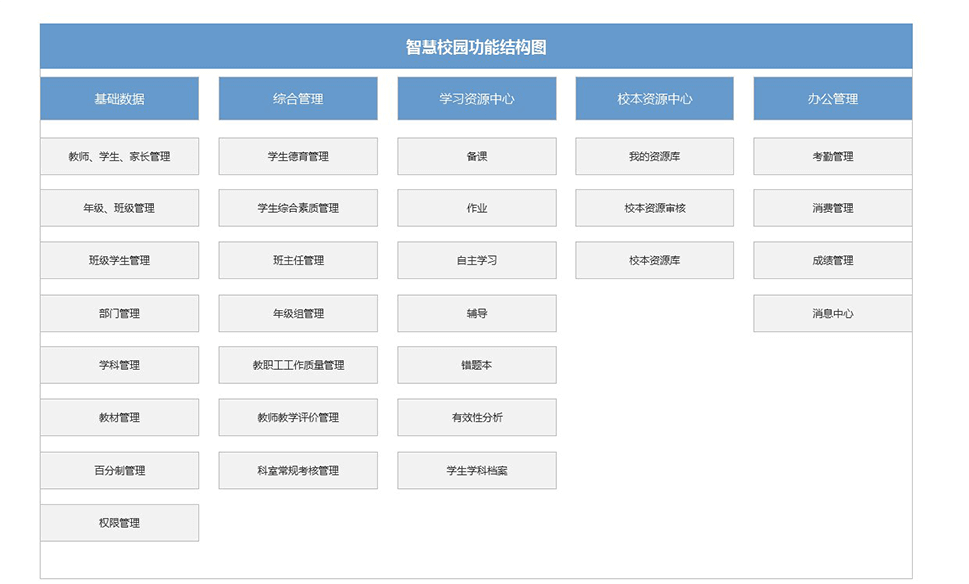 智慧校园功能结构图
基础数据
综合管理
学习资源中心
校本资源中心
办公管理
教师、学生、家长管理
学生德育管理
备课
我的资源库
考勤管理
年级、班级管理
学生综合素质管理
作业
校本资源审核
消费管理
班级学生管理
班主任管理
自主学习
校本资源库
成绩管理
部门管理
年级组管理
辅导
消息中心
学科管理
教职工工作质量管理
错题本
教材管理
教师教学评价管理
有效性分析
百分制管理
科室常规考核管理
学生学科档案
权限管理